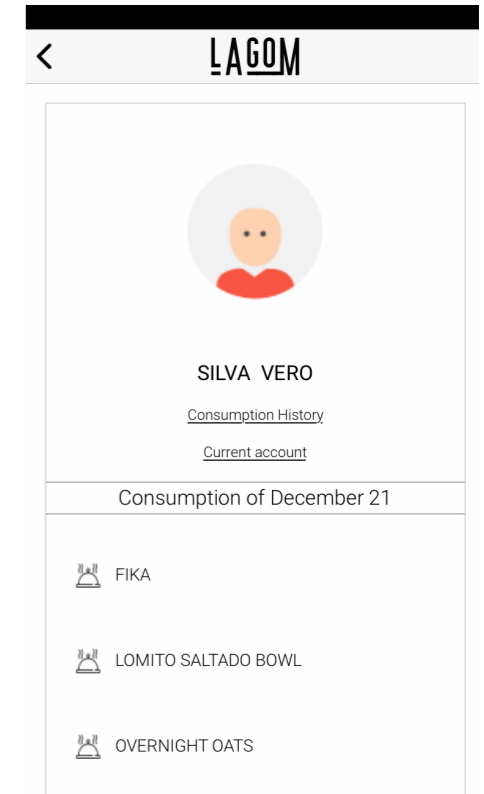 LAGOM
SILVA VERO
Consumption History
Current account
Consumption of December 21
FIKA
LOMITO SALTADO BOWL
OVERNIGHT OATS